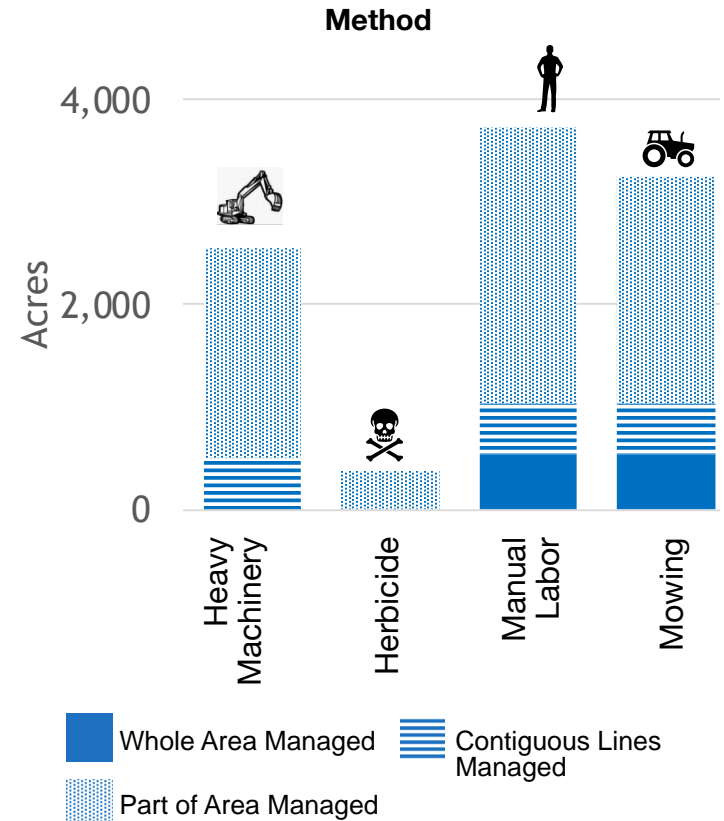 Method
4,000
2,000
0
Acres
Heavy
Machinery
Herbicide
Manual
Labor
Mowing
Whole Area Managed
Contiguous Lines
Managed
Part of Area Managed